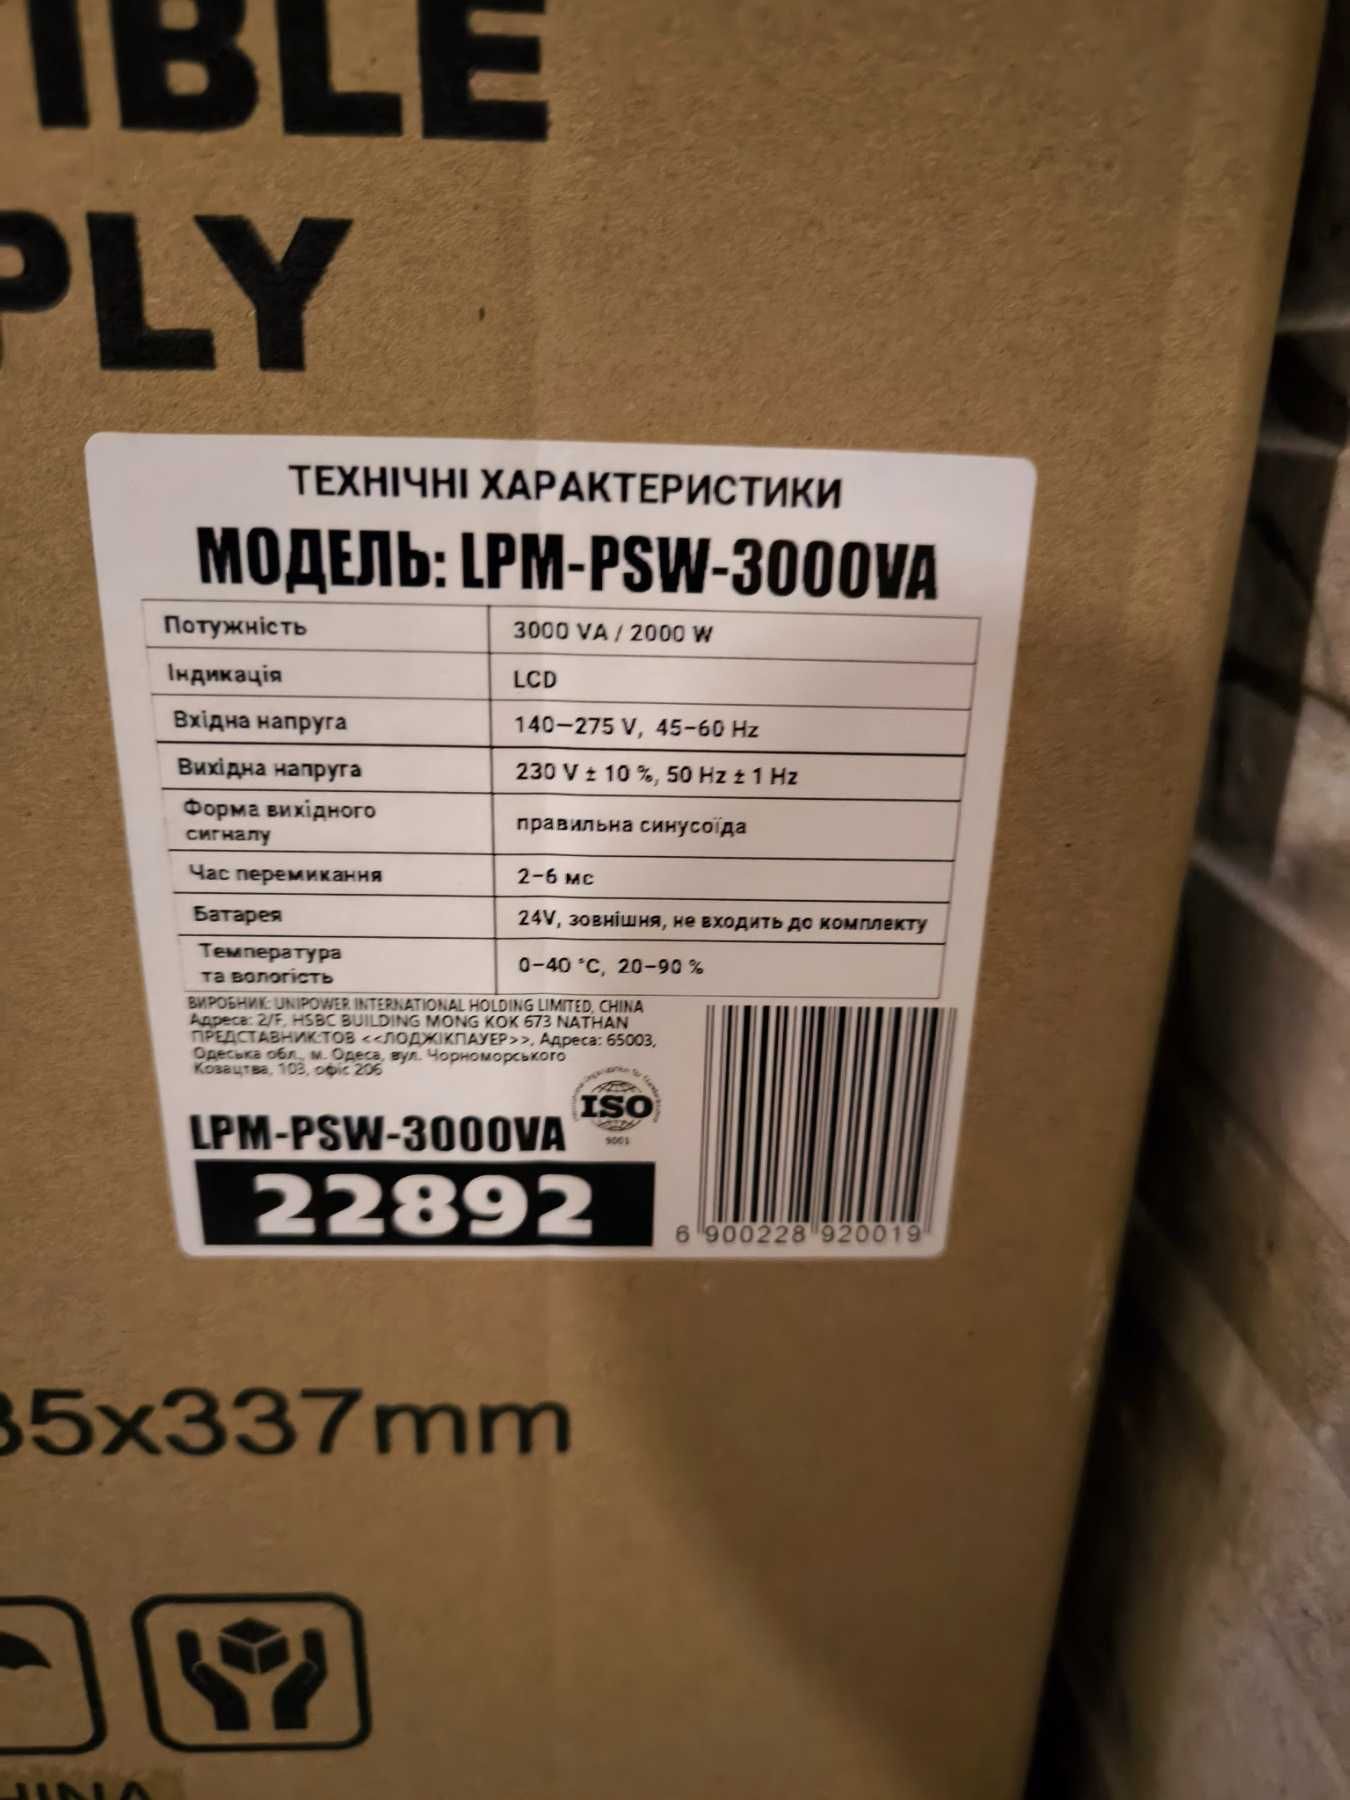 IBLE
PLY
ТЕХНІЧНІ ХАРАКТЕРИСТИКИ
МОДЕЛЬ: LPM-PSW-3000VA
Потужність 3000 VA / 2000 W
Індикація LCD
Вхідна напруга 140–275 V, 45–60 Hz
Вихідна напруга 230 V ± 10 %, 50 Hz ± 1 Hz
Форма вихідного
сигналу правильна синусоїда
Час перемикання 2–6 мс
Батарея 24V, зовнішня, не входить до комплекту
Температура
та вологість 0–40 °C, 20–90 %
ВИРОБНИК: UNIPOWER INTERNATIONAL HOLDING LIMITED, CHINA
Адреса: 2/F, HSBC BUILDING MONG KOK 673 NATHAN
ПРЕДСТАВНИК:ТОВ <<ЛОДЖІКПАУЕР>>, Адреса: 65003,
Одеська обл., м. Одеса, вул. Чорноморського
Козацтва, 103, офіс 206
ISO
9001
LPM-PSW-3000VA
22892
6 900228 920019
35x337mm
CHINA